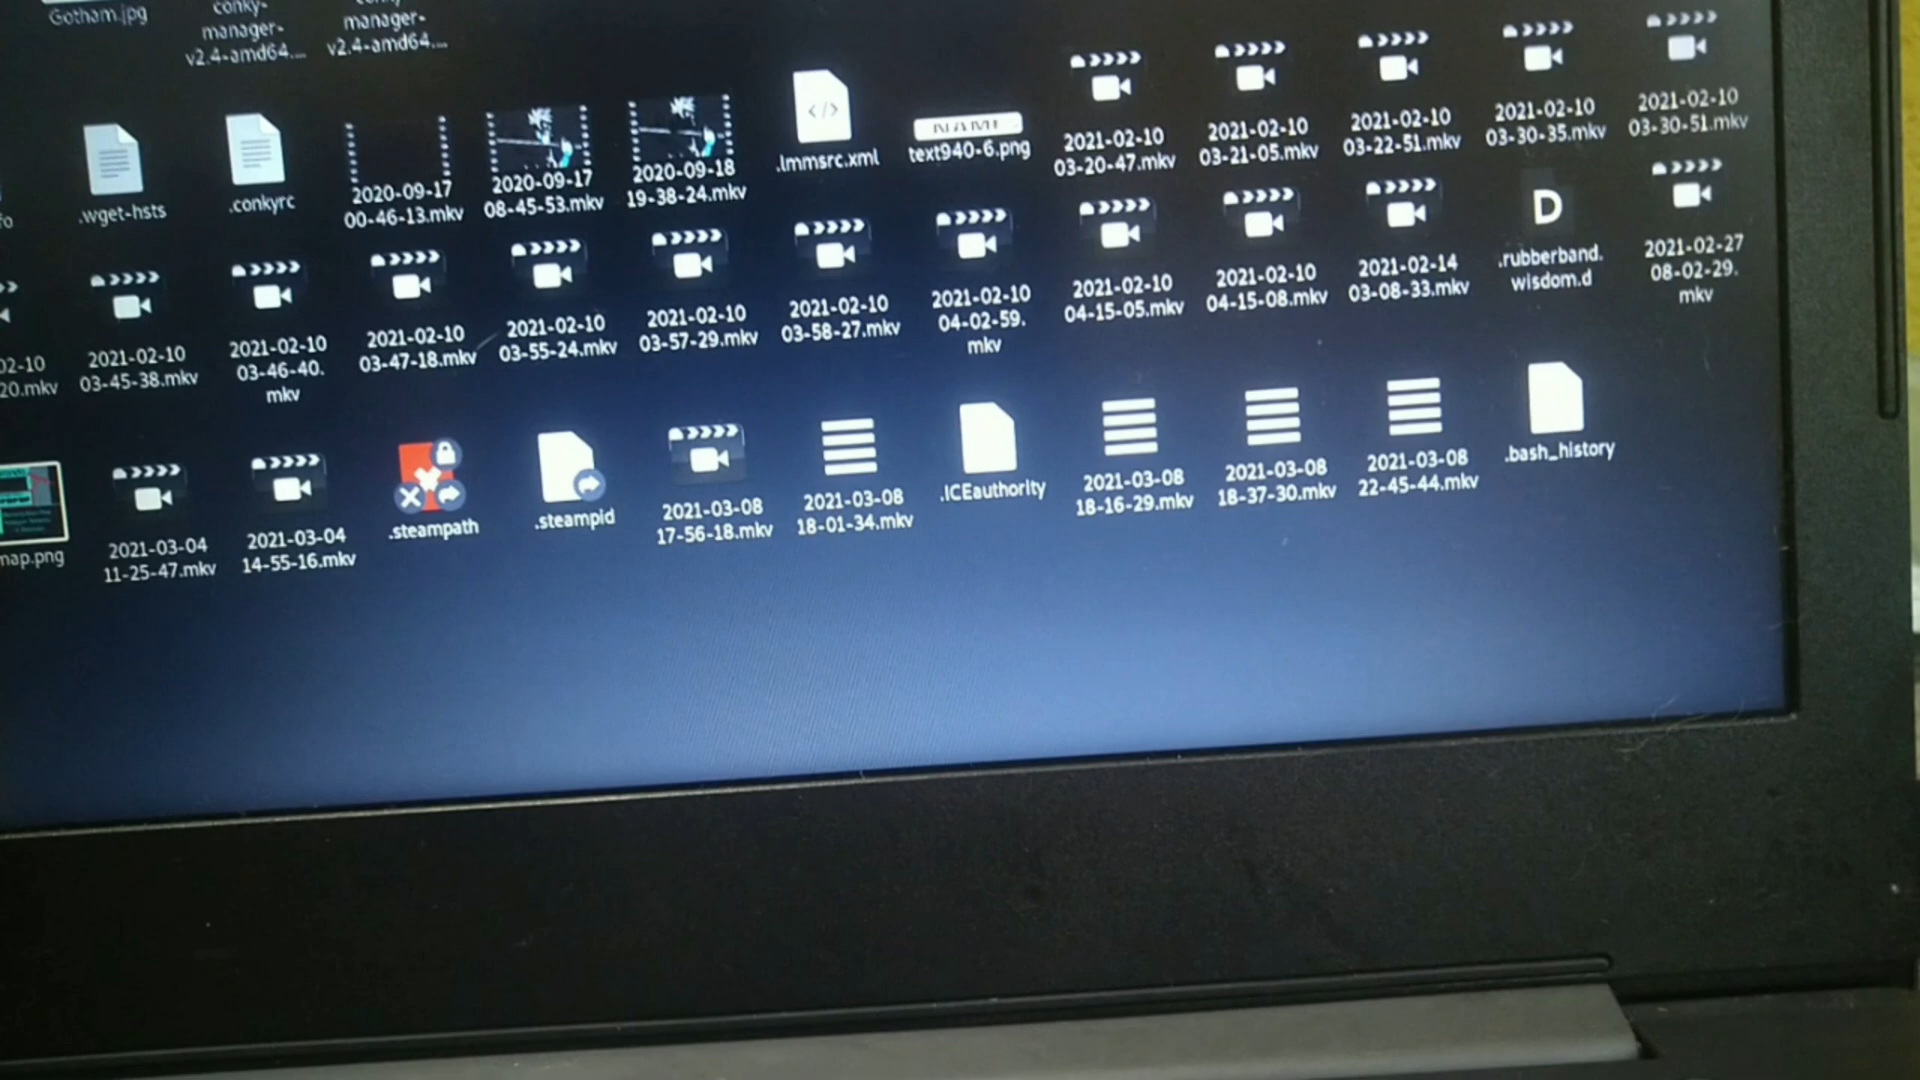 Gotham.jpg
conky-
manager-
v2.4-amd64....
manager-
v2.4-amd64....
.wget-hsts
.conkyrc
2020-09-17
00-46-13.mkv
2020-09-17
08-45-53.mkv
2020-09-18
19-38-24.mkv
.lmmsrc.xml
NAME
text940-6.png
2021-02-10
03-20-47.mkv
2021-02-10
03-21-05.mkv
2021-02-10
03-22-51.mkv
2021-02-10
03-30-35.mkv
2021-02-10
03-30-51.mkv
02-10
20.mkv
2021-02-10
03-45-38.mkv
2021-02-10
03-46-40.
mkv
2021-02-10
03-47-18.mkv
2021-02-10
03-55-24.mkv
2021-02-10
03-57-29.mkv
2021-02-10
03-58-27.mkv
2021-02-10
04-02-59.
mkv
2021-02-10
04-15-05.mkv
2021-02-10
04-15-08.mkv
2021-02-14
03-08-33.mkv
D
.rubberband.
wisdom.d
2021-02-27
08-02-29.
mkv
map.png
2021-03-04
11-25-47.mkv
2021-03-04
14-55-16.mkv
.steampath
.steampid
2021-03-08
17-56-18.mkv
2021-03-08
18-01-34.mkv
.ICEauthority
2021-03-08
18-16-29.mkv
2021-03-08
18-37-30.mkv
2021-03-08
22-45-44.mkv
.bash_history